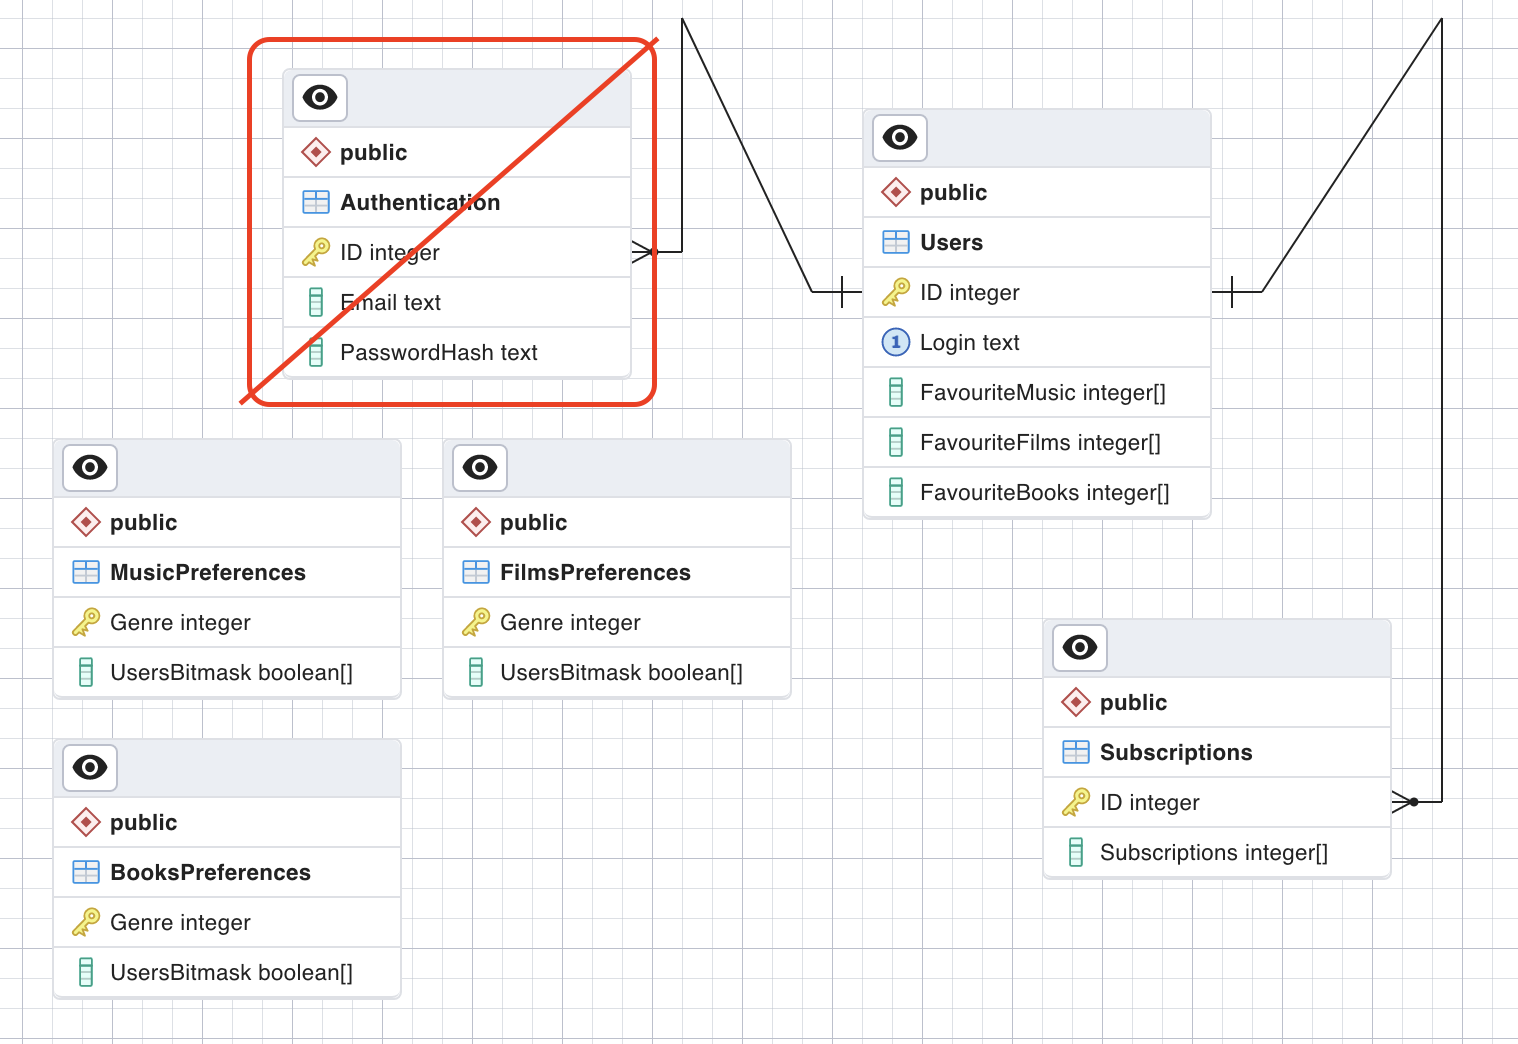 public
Authentication
ID integer
Email text
PasswordHash text
public
Users
ID integer
1 Login text
FavouriteMusic integer[]
FavouriteFilms integer[]
FavouriteBooks integer[]
public
MusicPreferences
Genre integer
UsersBitmask boolean[]
public
FilmsPreferences
Genre integer
UsersBitmask boolean[]
public
Subscriptions
ID integer
Subscriptions integer[]
public
BooksPreferences
Genre integer
UsersBitmask boolean[]